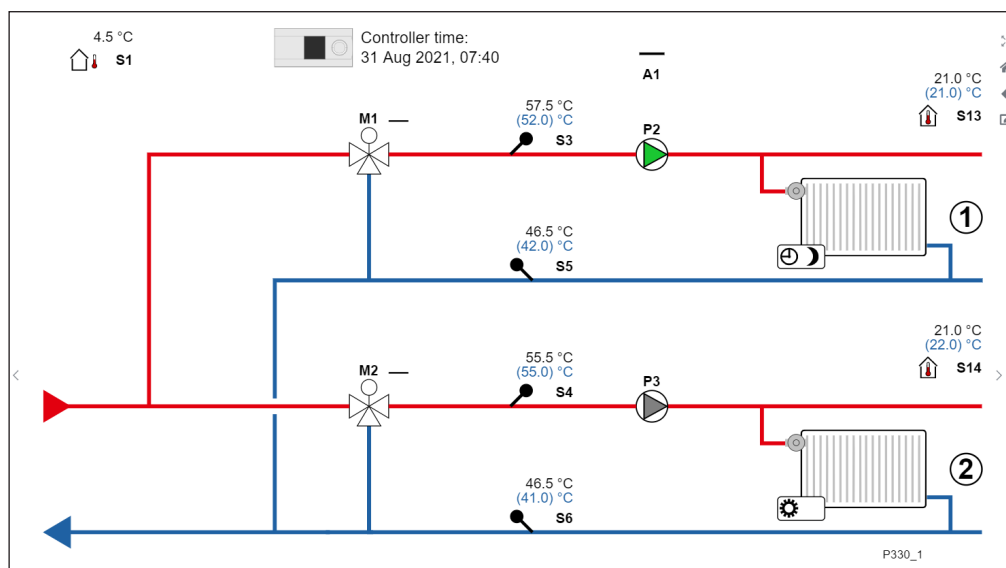 4.5 °C
S1
Controller time:
31 Aug 2021, 07:40
A1
21.0 °C
(21.0) °C
S13
M1
57.5 °C
(52.0) °C
S3
P2
1
46.5 °C
(42.0) °C
S5
21.0 °C
(22.0) °C
S14
M2
55.5 °C
(55.0) °C
S4
P3
2
46.5 °C
(41.0) °C
S6
P330_1